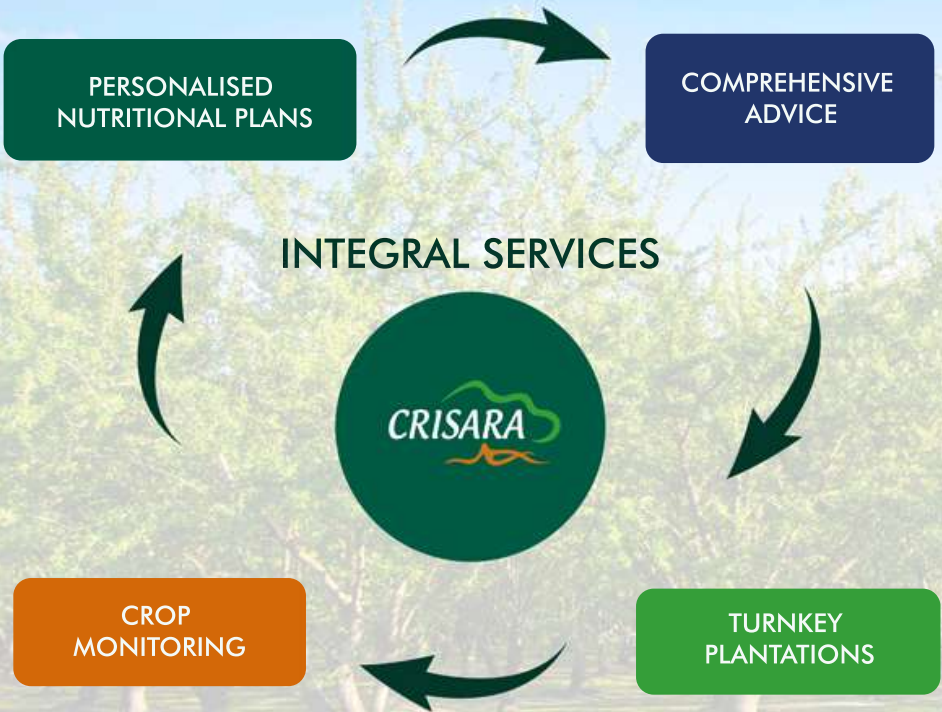 PERSONALISED
NUTRITIONAL PLANS
COMPREHENSIVE
ADVICE
INTEGRAL SERVICES
CRISARA
CROP
MONITORING
TURNKEY
PLANTATIONS